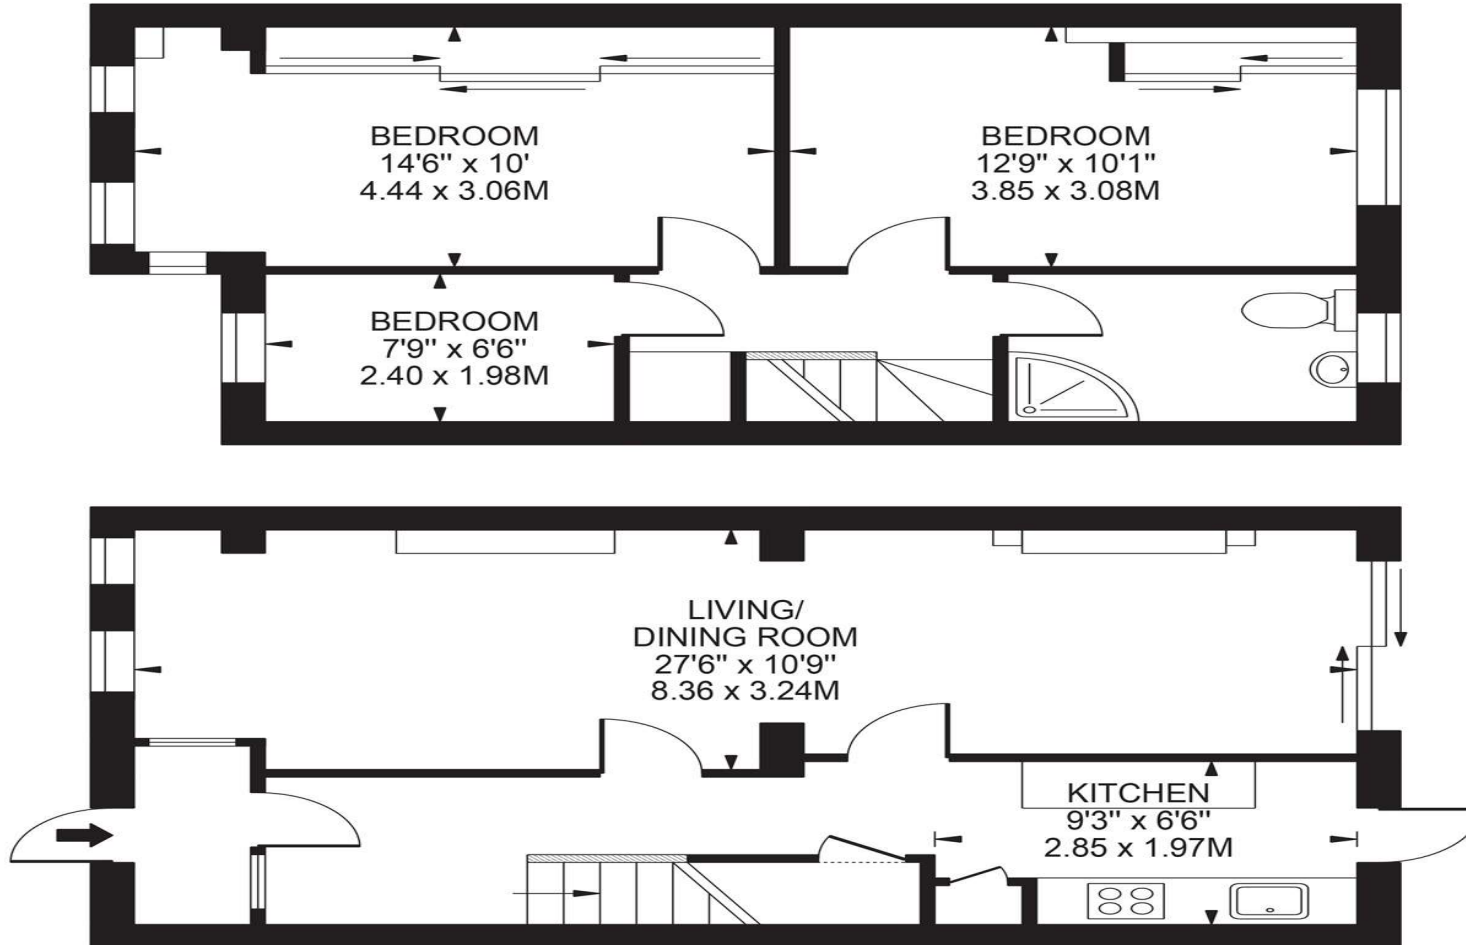 BEDROOM
14'6'' x 10'
4.44 x 3.06M
BEDROOM
12'9'' x 10'1''
3.85 x 3.08M
BEDROOM
7'9'' x 6'6''
2.40 x 1.98M
LIVING/
DINING ROOM
27'6'' x 10'9''
8.36 x 3.24M
KITCHEN
9'3'' x 6'6''
2.85 x 1.97M